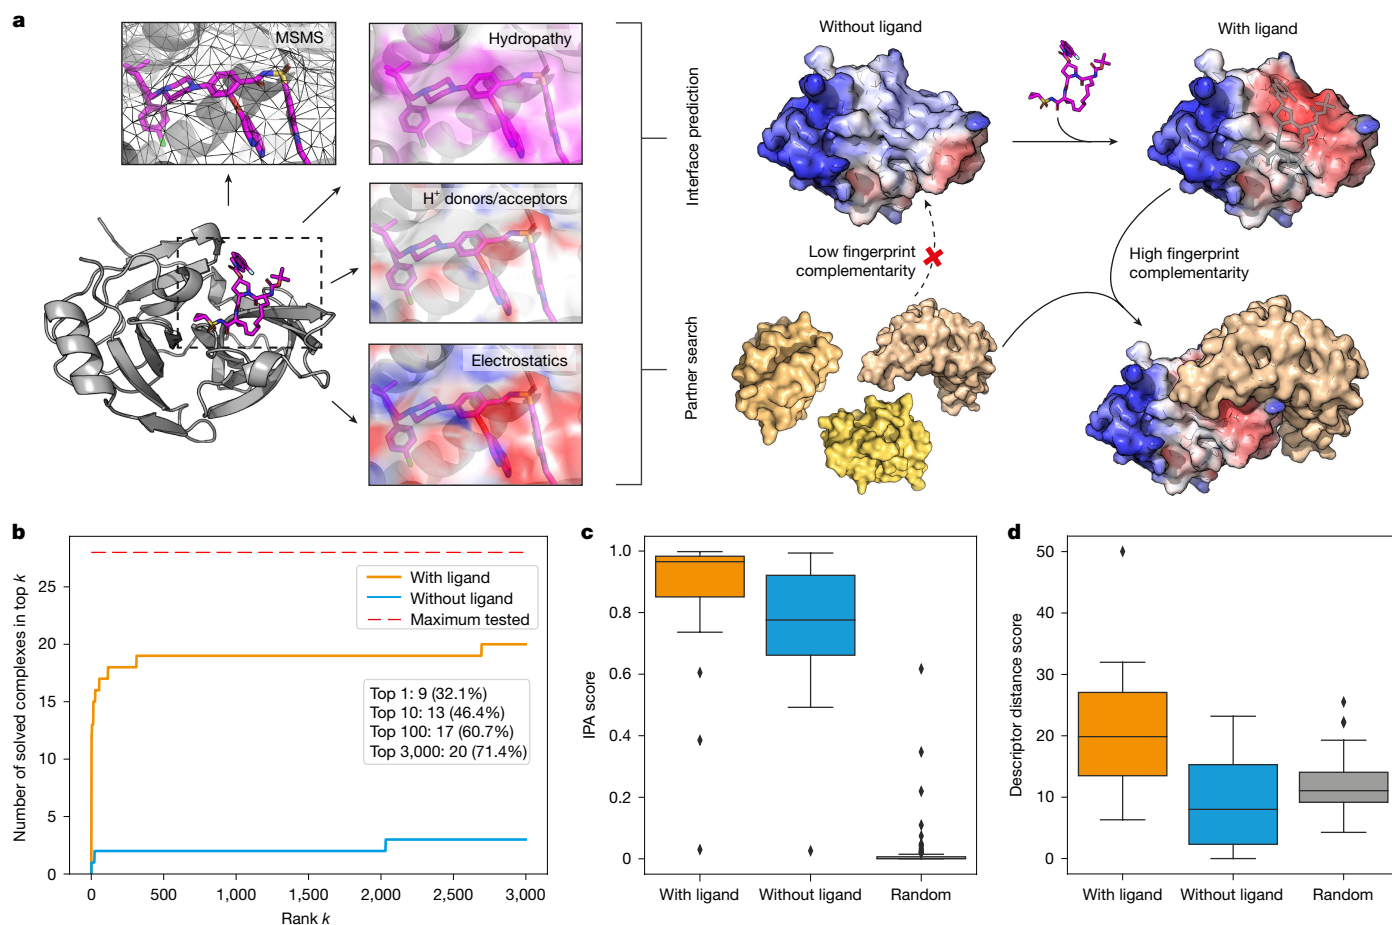 a
MSMS
Hydropathy
H+ donors/acceptors
Electrostatics
Interface prediction
Partner search
Without ligand
With ligand
Low fingerprint
complementarity
High fingerprint
complementarity
b
Number of solved complexes in top k
25
20
15
10
5
0
0
500
1,000
1,500
2,000
2,500
3,000
Rank k
With ligand
Without ligand
Maximum tested
Top 1: 9 (32.1%)
Top 10: 13 (46.4%)
Top 100: 17 (60.7%)
Top 3,000: 20 (71.4%)
c
IPA score
1.0
0.8
0.6
0.4
0.2
0
With ligand
Without ligand
Random
d
Descriptor distance score
50
40
30
20
10
0
With ligand
Without ligand
Random